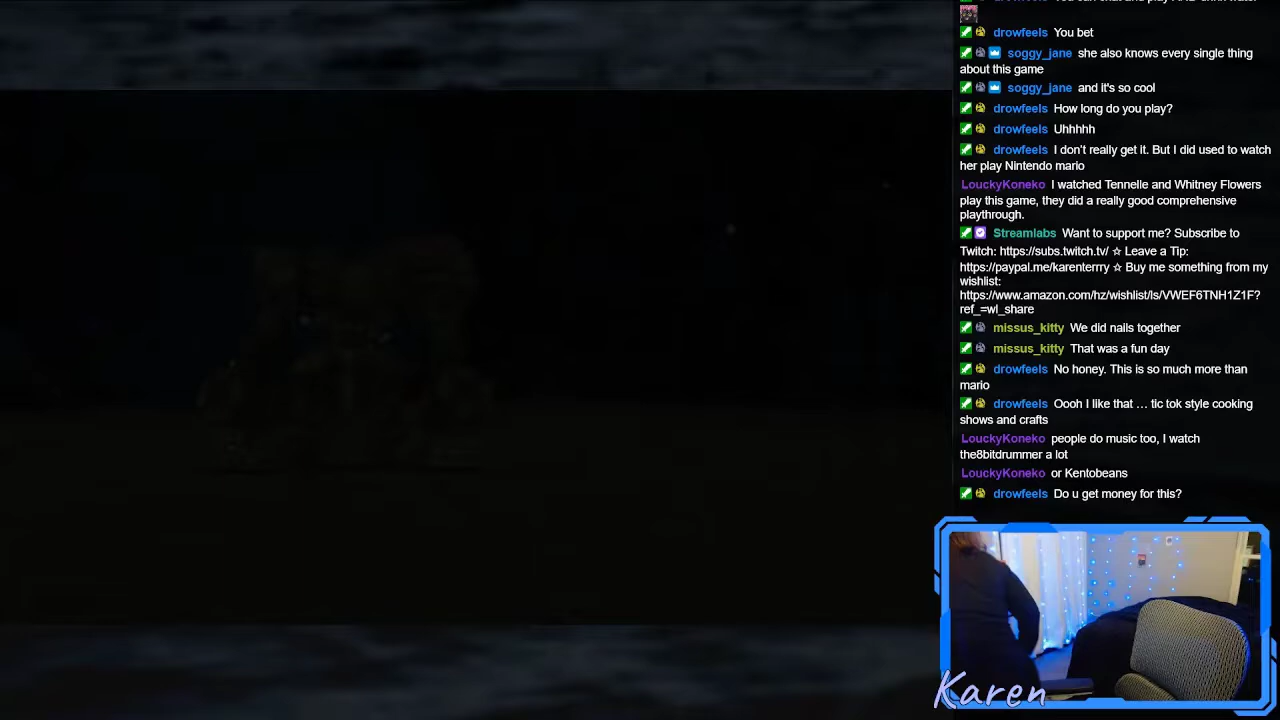 drowfeels You bet
soggy_jane she also knows every single thing
about this game
soggy_jane and it's so cool
drowfeels How long do you play?
drowfeels Uhhhhh
drowfeels I don't really get it. But I did used to watch
her play Nintendo mario
LouckyKoneko I watched Tennelle and Whitney Flowers
play this game, they did a really good comprehensive
playthrough.
Streamlabs Want to support me? Subscribe to
Twitch: https://subs.twitch.tv/ ☆ Leave a Tip:
https://paypal.me/karenterrry ☆ Buy me something from my
wishlist:
https://www.amazon.com/hz/wishlist/ls/VWEF6TNH1Z1F?
ref_=wl_share
missus_kitty We did nails together
missus_kitty That was a fun day
drowfeels No honey. This is so much more than
mario
drowfeels Oooh I like that … tic tok style cooking
shows and crafts
LouckyKoneko people do music too, I watch
the8bitdrummer a lot
LouckyKoneko or Kentobeans
drowfeels Do u get money for this?
Karen